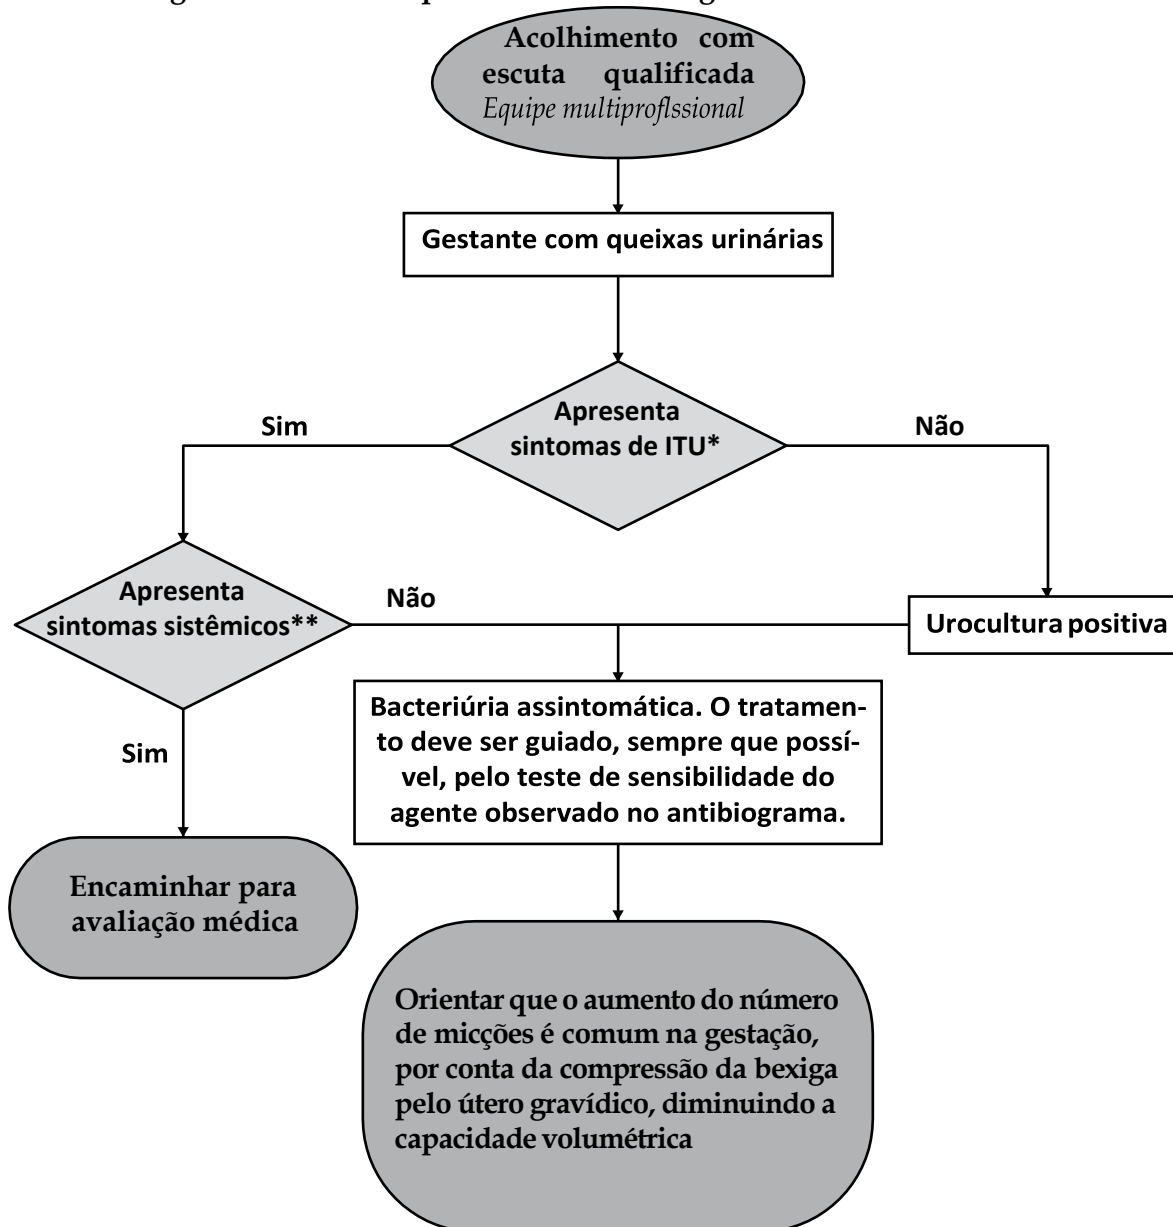 Acolhimento com
escuta qualificada
Equipe multiproflssional
Gestante com queixas urinárias
Apresenta
sintomas de ITU*
Sim
Não
Apresenta
sintomas sistêmicos**
Não
Urocultura positiva
Sim
Bacteriúria assintomática. O tratamen-
to deve ser guiado, sempre que possí-
vel, pelo teste de sensibilidade do
agente observado no antibiograma.
Encaminhar para
avaliação médica
Orientar que o aumento do número
de micções é comum na gestação,
por conta da compressão da bexiga
pelo útero gravídico, diminuindo a
capacidade volumétrica